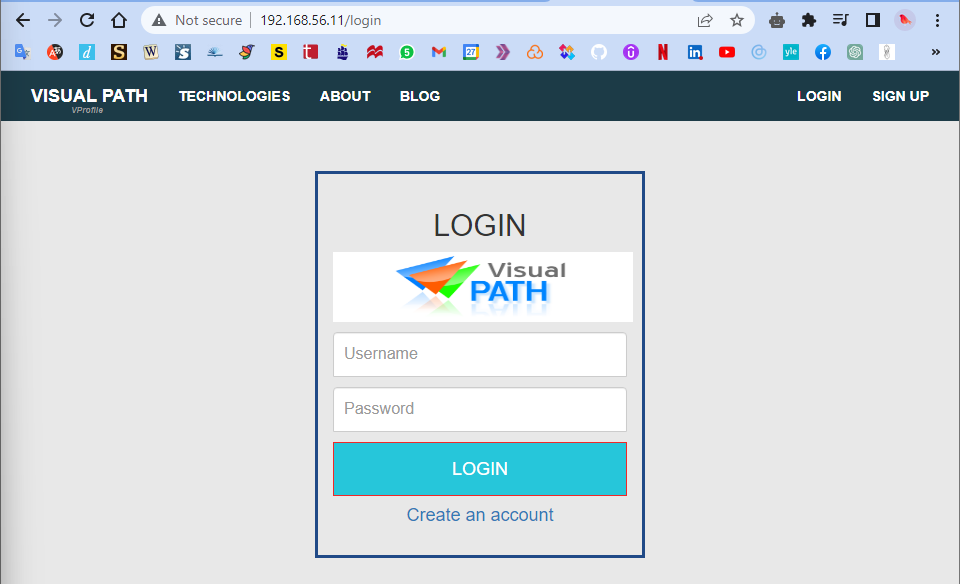 Not secure | 192.168.56.11/login
VISUAL PATH
VProfile
TECHNOLOGIES
ABOUT
BLOG
LOGIN
SIGN UP
LOGIN
Visual
PATH
Username
Password
LOGIN
Create an account